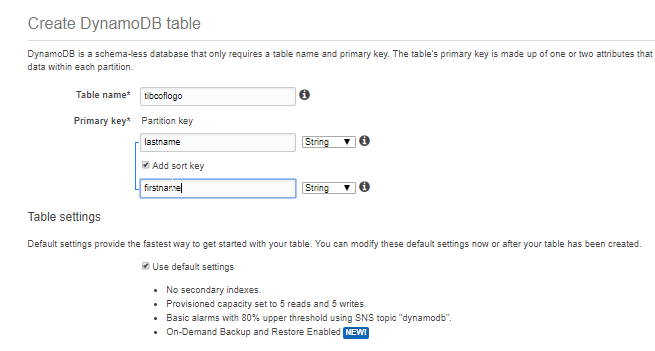 Create DynamoDB table
DynamoDB is a schema-less database that only requires a table name and primary key. The table's primary key is made up of one or two attributes that
data within each partition.
Table name* tibcoflogo
Primary key* Partition key
lastname String
Add sort key
firstname String
Table settings
Default settings provide the fastest way to get started with your table. You can modify these default settings now or after your table has been created.
Use default settings
No secondary indexes.
Provisioned capacity set to 5 reads and 5 writes.
Basic alarms with 80% upper threshold using SNS topic "dynamodb".
On-Demand Backup and Restore Enabled NEW!